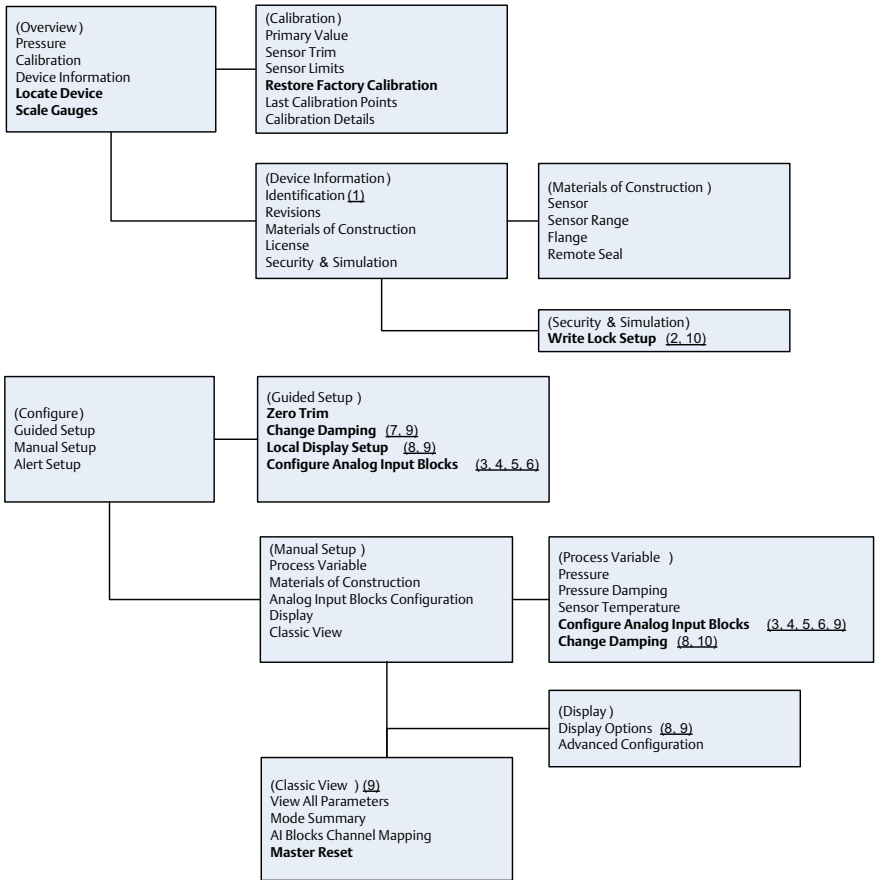 (Overview)
Pressure
Calibration
Device Information
Locate Device
Scale Gauges
(Calibration)
Primary Value
Sensor Trim
Sensor Limits
Restore Factory Calibration
Last Calibration Points
Calibration Details
(Device Information)
Identification (1)
Revisions
Materials of Construction
License
Security & Simulation
(Materials of Construction )
Sensor
Sensor Range
Flange
Remote Seal
(Security & Simulation)
Write Lock Setup (2, 10)
(Configure)
Guided Setup
Manual Setup
Alert Setup
(Guided Setup )
Zero Trim
Change Damping (7, 9)
Local Display Setup (8, 9)
Configure Analog Input Blocks (3, 4, 5, 6)
(Manual Setup )
Process Variable
Materials of Construction
Analog Input Blocks Configuration
Display
Classic View
(Process Variable )
Pressure
Pressure Damping
Sensor Temperature
Configure Analog Input Blocks (3, 4, 5, 6, 9)
Change Damping (8, 10)
(Display )
Display Options (8, 9)
Advanced Configuration
(Classic View ) (9)
View All Parameters
Mode Summary
AI Blocks Channel Mapping
Master Reset